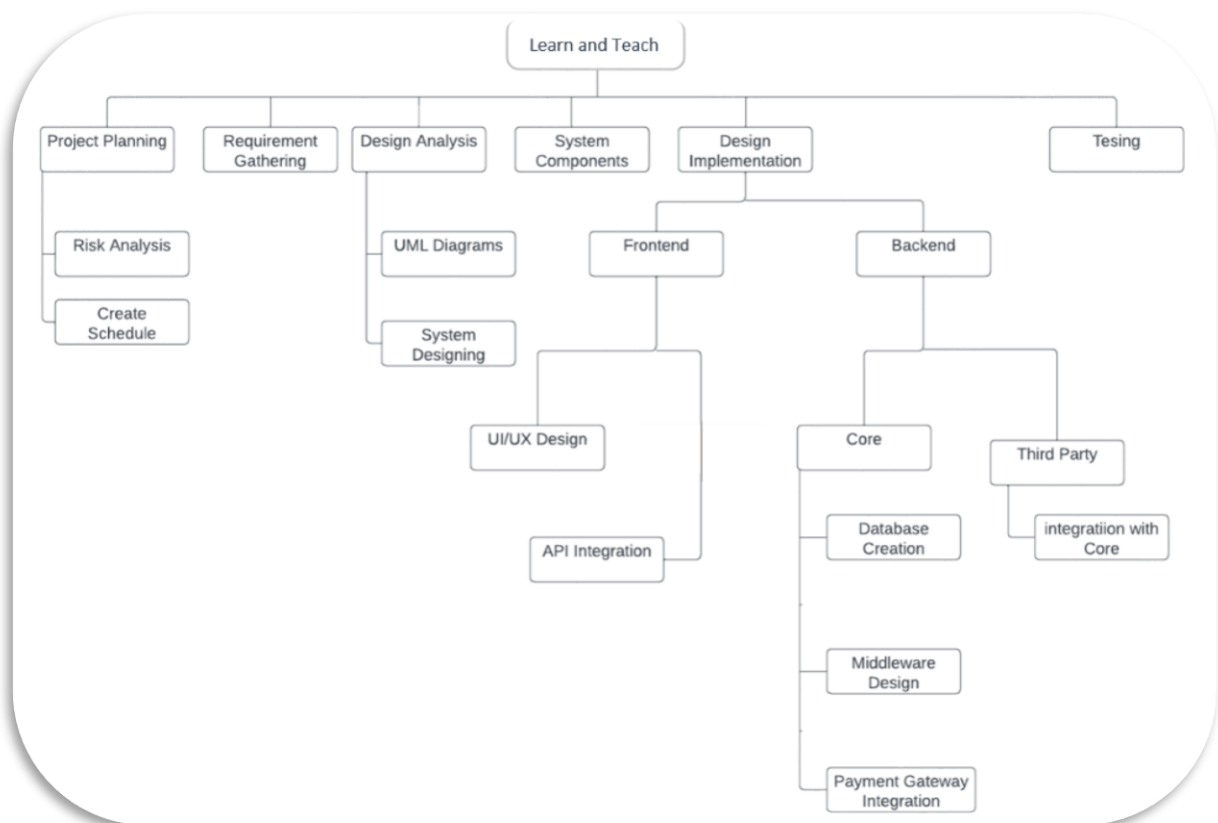 Learn and Teach
Project Planning
Requirement
Gathering
Design Analysis
System
Components
Design
Implementation
Tesing
Risk Analysis
UML Diagrams
Frontend
Backend
Create
Schedule
System
Designing
UI/UX Design
Core
Third Party
Database
Creation
integratiion with
Core
API Integration
Middleware
Design
Payment Gateway
Integration